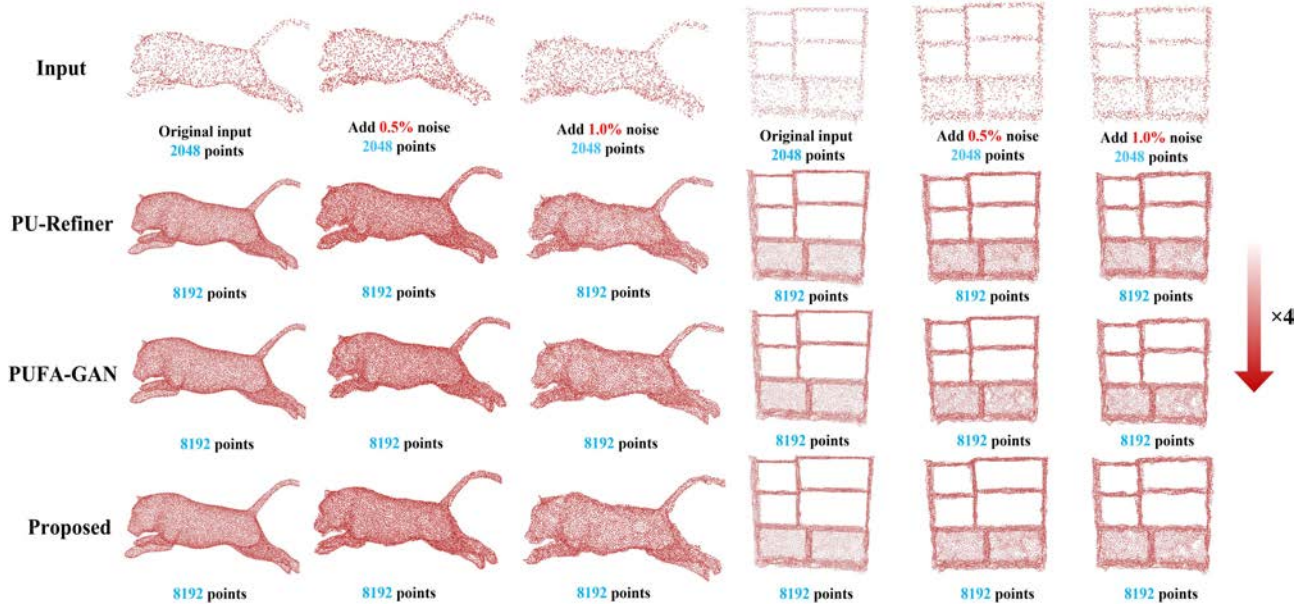 Input
Original input
2048 points
Add 0.5% noise
2048 points
Add 1.0% noise
2048 points
Original input
2048 points
Add 0.5% noise
2048 points
Add 1.0% noise
2048 points
PU-Refiner
8192 points
8192 points
8192 points
8192 points
8192 points
8192 points
×4
PUFA-GAN
8192 points
8192 points
8192 points
8192 points
8192 points
8192 points
Proposed
8192 points
8192 points
8192 points
8192 points
8192 points
8192 points